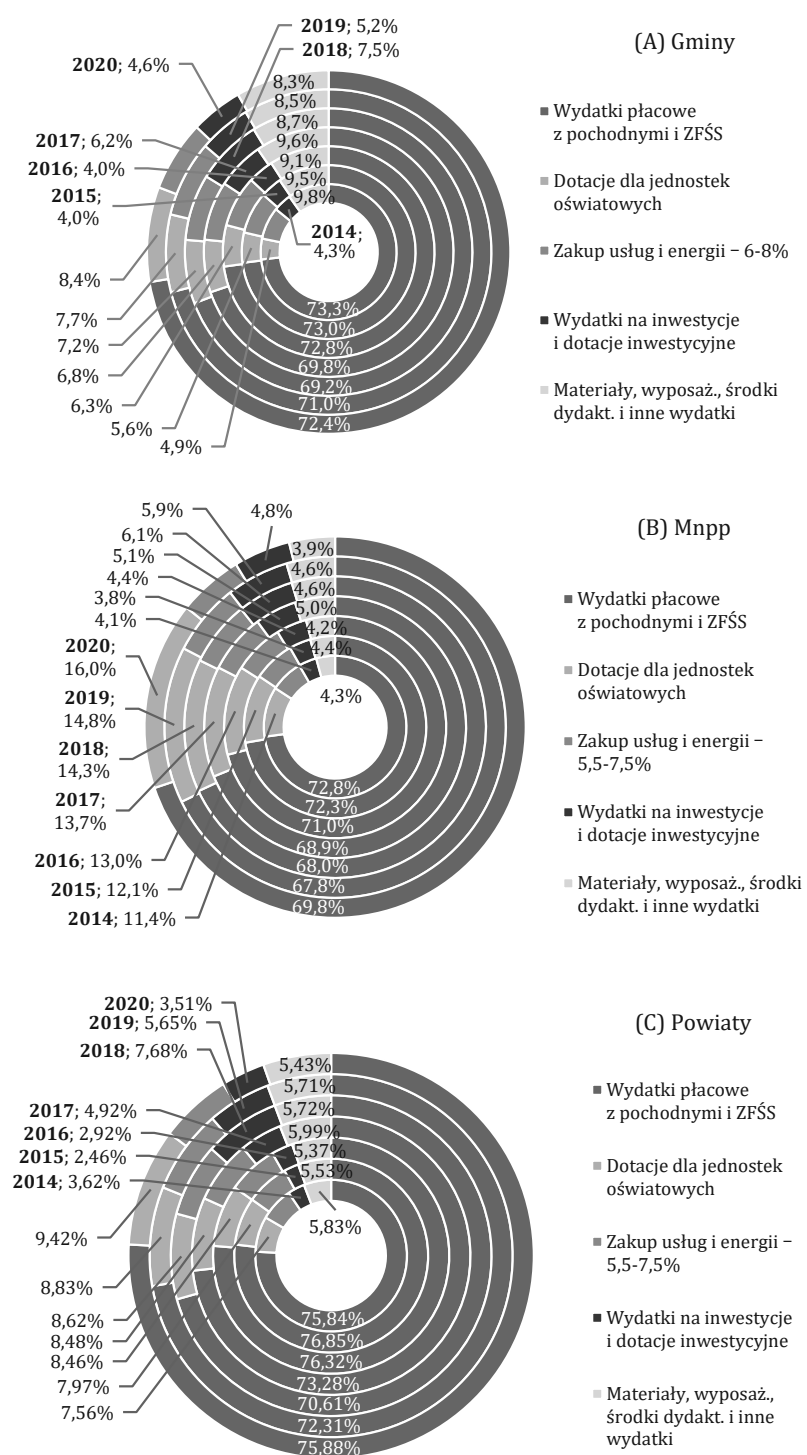 (A) Gminy
2019; 5,2%
2018; 7,5%
2020; 4,6%
2017; 6,2%
2016; 4,0%
2015;
4,0%
2014;
4,3%
8,3%
8,5%
8,7%
9,6%
9,1%
9,5%
9,8%
8,4%
7,7%
7,2%
6,8%
6,3%
5,6%
4,9%
73,3%
73,0%
72,8%
69,8%
69,2%
71,0%
72,4%
Wydatki płacowe
z pochodnymi i ZFŚS
Dotacje dla jednostek
oświatowych
Zakup usług i energii – 6-8%
Wydatki na inwestycje
i dotacje inwestycyjne
Materiały, wyposaż., środki
dydakt. i inne wydatki
(B) Mnpp
5,9%
4,8%
6,1%
5,1%
4,4%
3,8%
4,1%
3,9%
4,6%
4,6%
5,0%
4,2%
4,4%
4,3%
2020;
16,0%
2019;
14,8%
2018;
14,3%
2017;
13,7%
2016; 13,0%
2015; 12,1%
2014; 11,4%
72,8%
72,3%
71,0%
68,9%
68,0%
67,8%
69,8%
Wydatki płacowe
z pochodnymi i ZFŚS
Dotacje dla jednostek
oświatowych
Zakup usług i energii –
5,5-7,5%
Wydatki na inwestycje
i dotacje inwestycyjne
Materiały, wyposaż., środki
dydakt. i inne wydatki
(C) Powiaty
2020; 3,51%
2019; 5,65%
2018; 7,68%
2017; 4,92%
2016; 2,92%
2015; 2,46%
2014; 3,62%
5,43%
5,71%
5,72%
5,99%
5,37%
5,53%
5,83%
9,42%
8,83%
8,62%
8,48%
8,46%
7,97%
7,56%
75,84%
76,85%
76,32%
73,28%
70,61%
72,31%
75,88%
Wydatki płacowe
z pochodnymi i ZFŚS
Dotacje dla jednostek
oświatowych
Zakup usług i energii –
5,5-7,5%
Wydatki na inwestycje
i dotacje inwestycyjne
Materiały, wyposaż.,
środki dydakt. i inne
wydatki